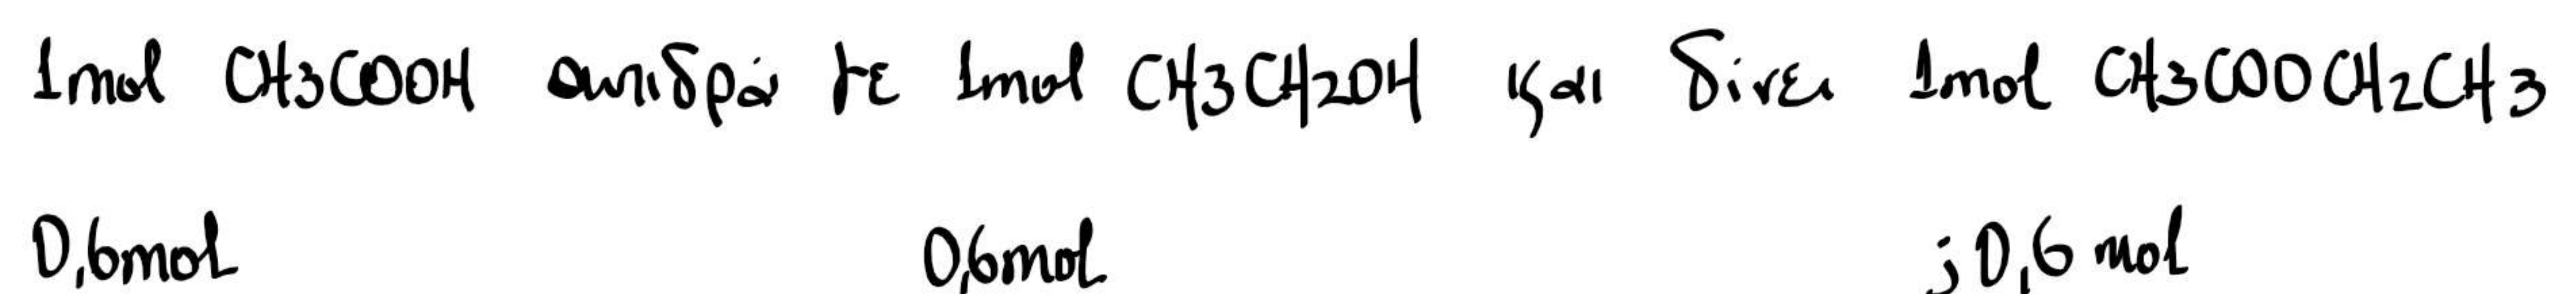 1mol CH3COOH αντιδρά με 1mol CH3CH2OH και δίνει 1mol CH3COOCH2CH3
0,6mol 0,6mol ; 0,6 mol